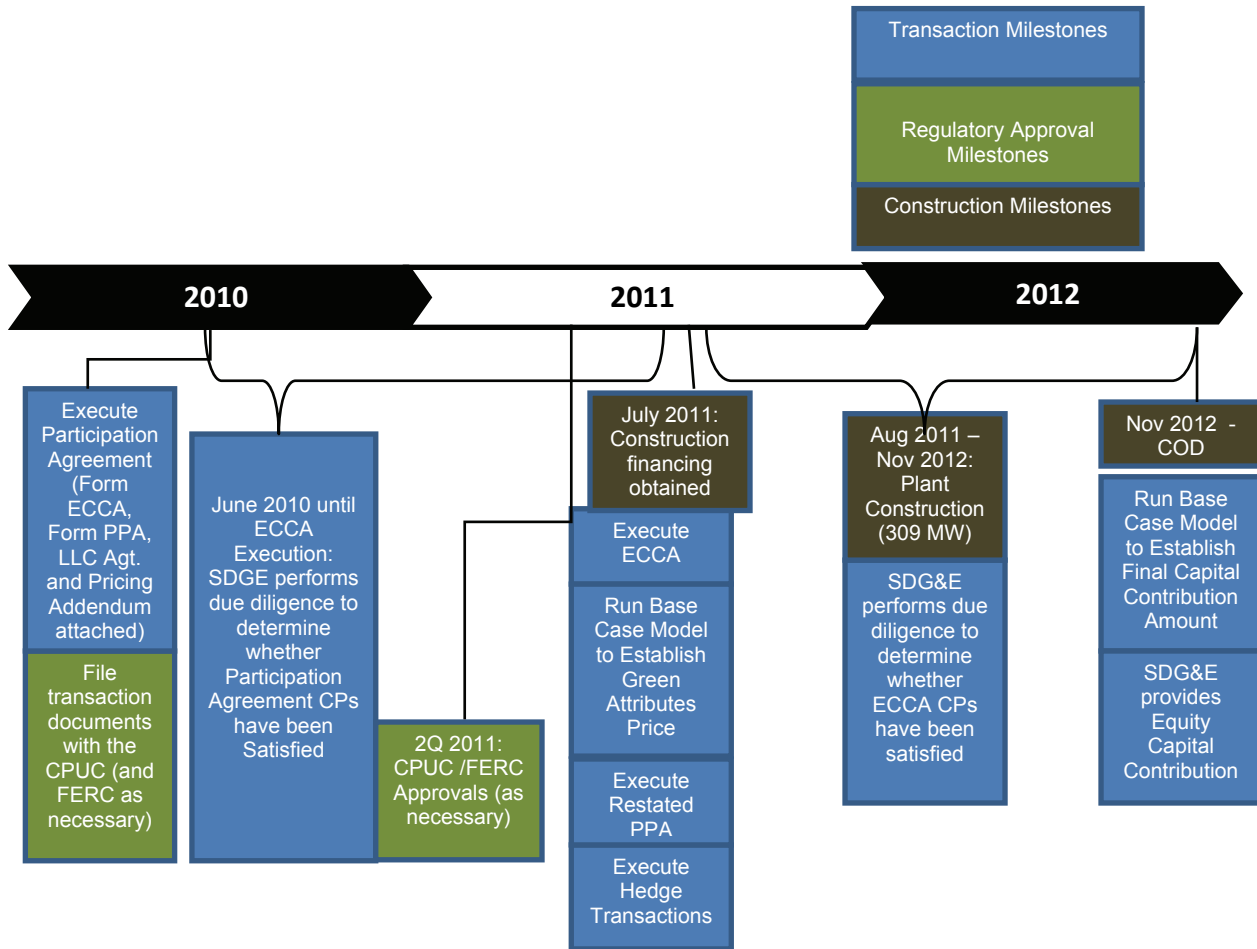 Transaction Milestones
Regulatory Approval
Milestones
Construction Milestones
2010
2011
2012
Execute
Participation
Agreement
(Form
ECCA,
Form PPA,
LLC Agt.
and Pricing
Addendum
attached)
File
transaction
documents
with the
CPUC (and
FERC as
necessary)
June 2010 until
ECCA
Execution:
SDGE performs
due diligence to
determine
whether
Participation
Agreement CPs
have been
Satisfied
2Q 2011:
CPUC /FERC
Approvals (as
necessary)
July 2011:
Construction
financing
obtained
Execute
ECCA
Run Base
Case Model
to Establish
Green
Attributes
Price
Execute
Restated
PPA
Execute
Hedge
Transactions
Aug 2011 –
Nov 2012:
Plant
Construction
(309 MW)
SDG&E
performs due
diligence to
determine
whether
ECCA CPs
have been
satisfied
Nov 2012 -
COD
Run Base
Case Model
to Establish
Final Capital
Contribution
Amount
SDG&E
provides
Equity
Capital
Contribution